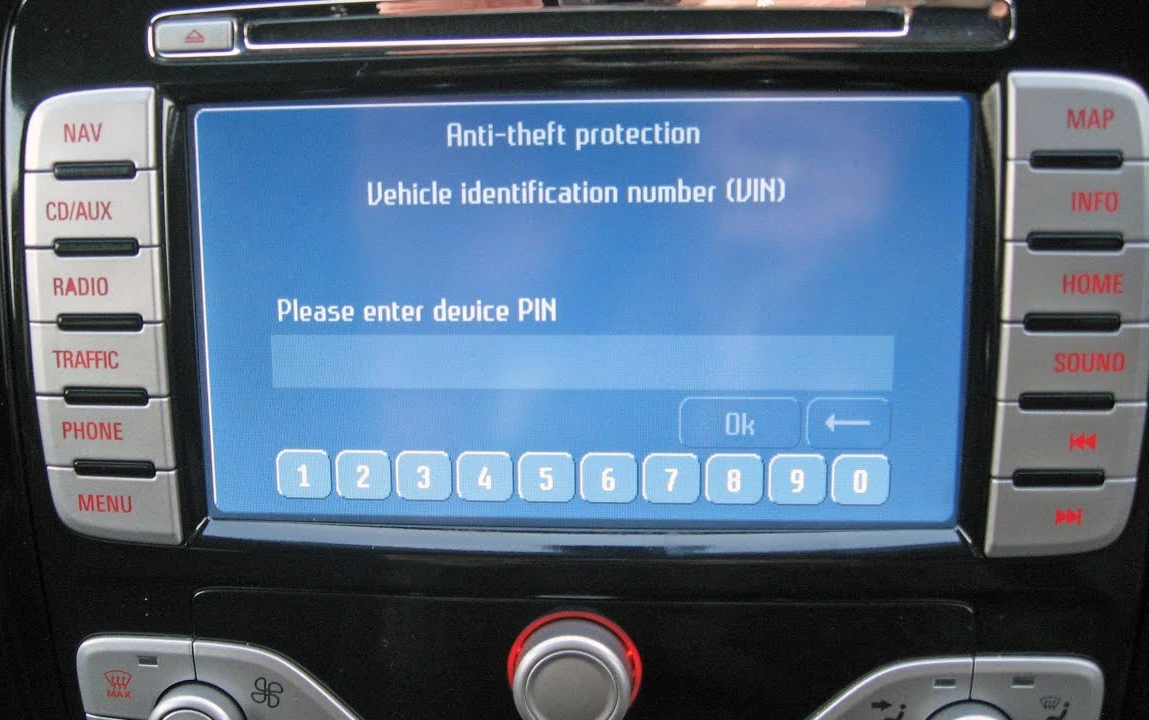 Anti-theft protection
Vehicle identification number (VIN)
Please enter device PIN
Ok
1 2 3 4 5 6 7 8 9 0
NAV
CD/AUX
RADIO
TRAFFIC
PHONE
MENU
MAP
INFO
HOME
SOUND
MAX